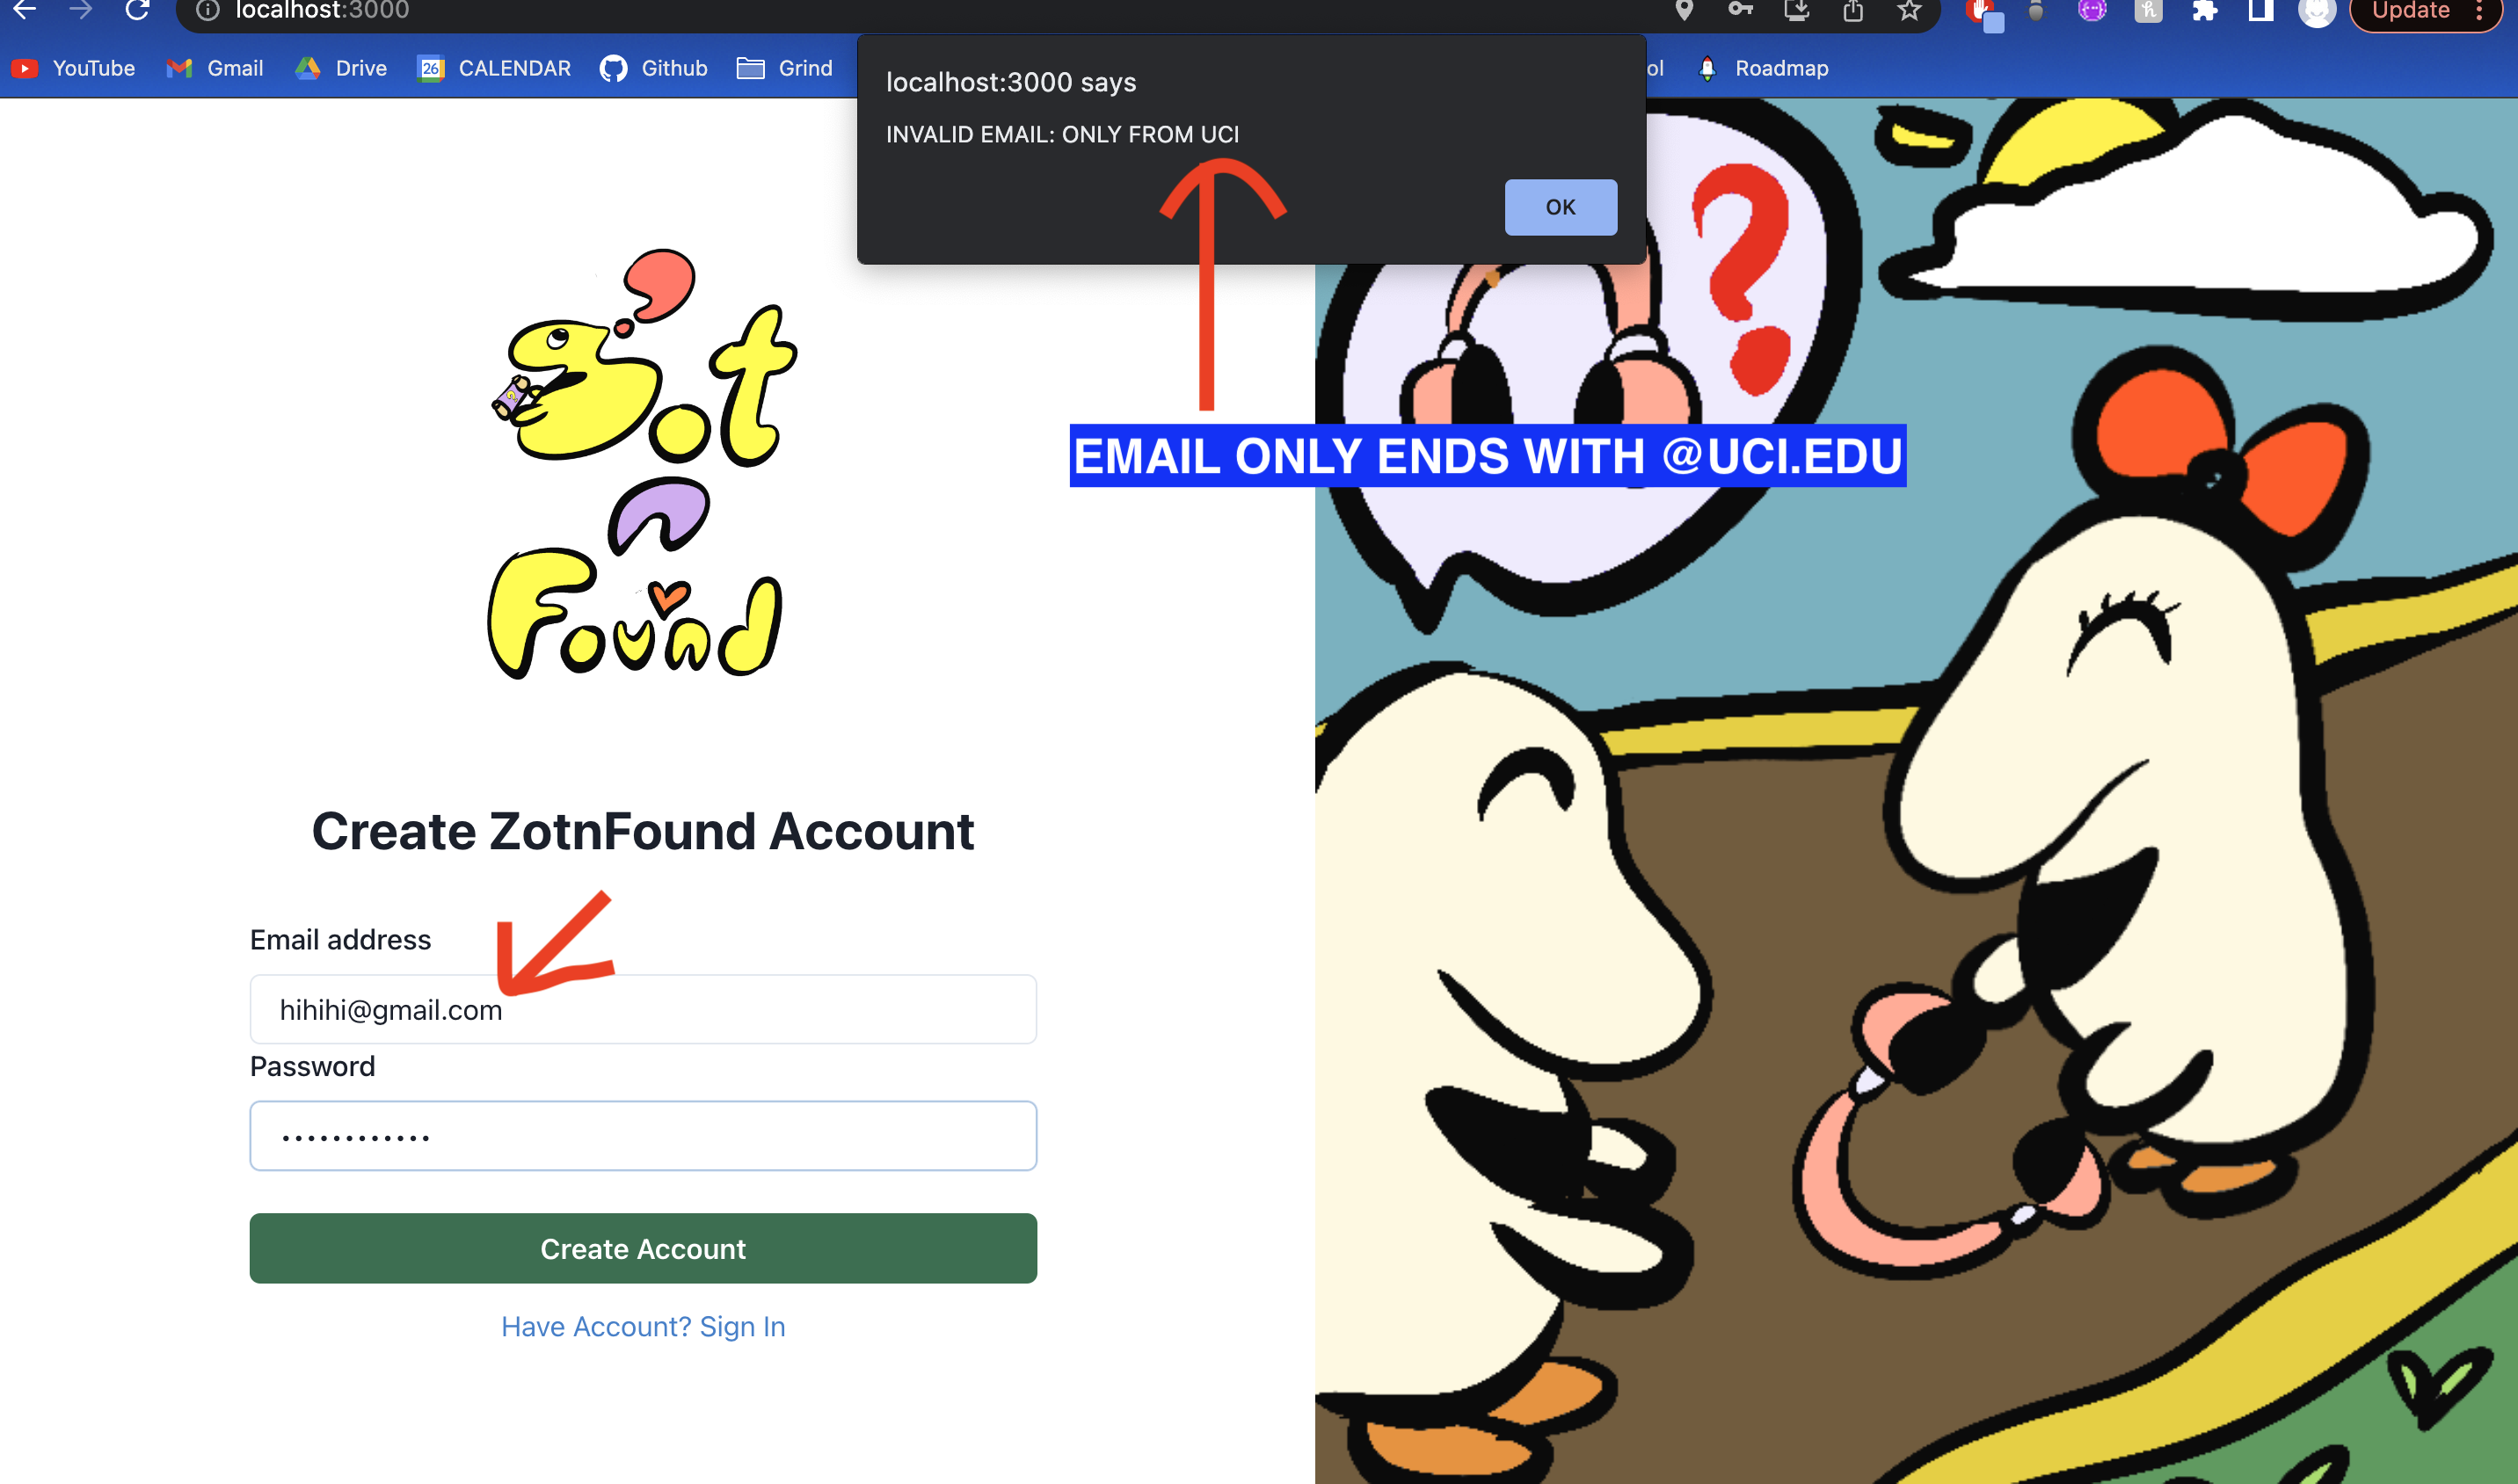 localhost:3000
Update
YouTube
Gmail
Drive
26
CALENDAR
Github
Grind
ol
Roadmap
localhost:3000 says
INVALID EMAIL: ONLY FROM UCI
OK
?
EMAIL ONLY ENDS WITH @UCI.EDU
Zot
n
Found
Create ZotnFound Account
Email address
hihihi@gmail.com
Password
••••••••••••
Create Account
Have Account? Sign In